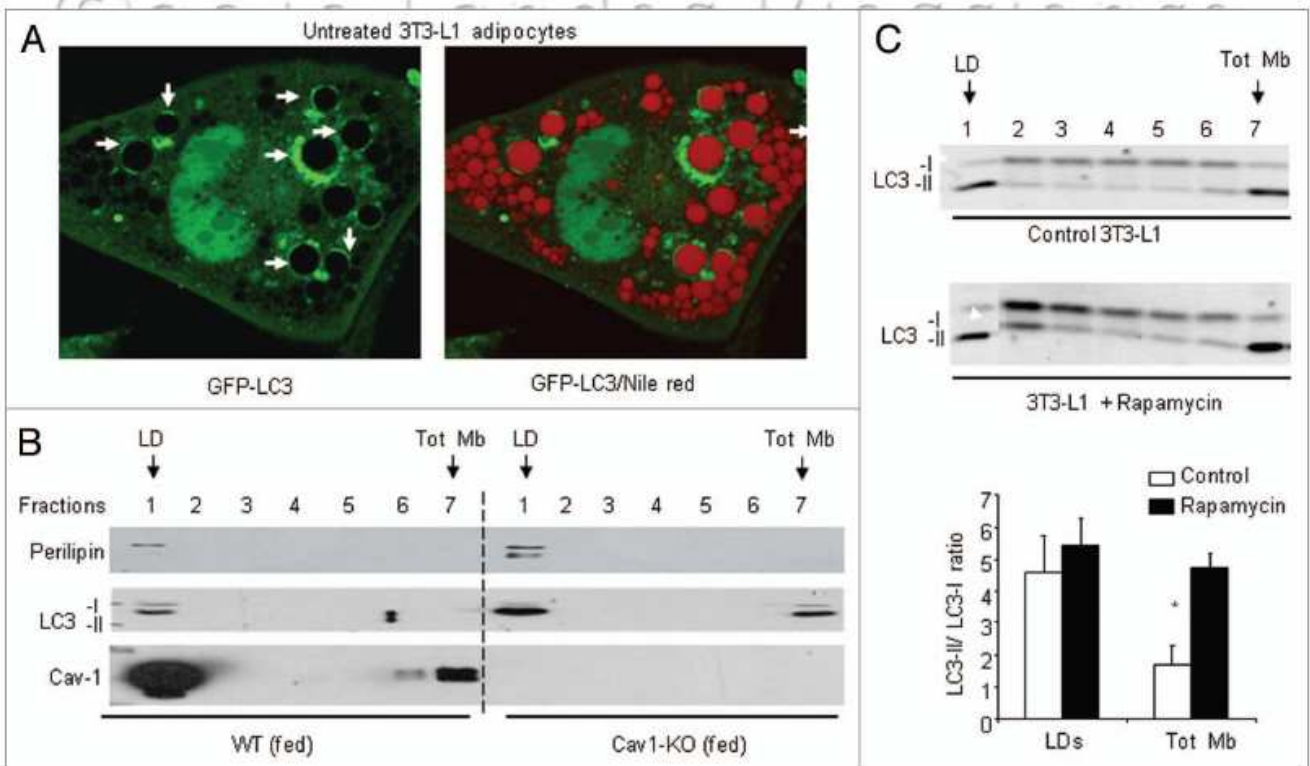 A
Untreated 3T3-L1 adipocytes
GFP-LC3
GFP-LC3/Nile red
B
LD
Tot Mb
LD
Tot Mb
Fractions 1 2 3 4 5 6 7 1 2 3 4 5 6 7
Perilipin
LC3 -I
-II
Cav-1
WT (fed)
Cav1-KO (fed)
C
LD
Tot Mb
1 2 3 4 5 6 7
-I
LC3 -II
Control 3T3-L1
-I
LC3 -II
3T3-L1 + Rapamycin
Control
Rapamycin
LC3-II/ LC3-I ratio
7
6
5
4
3
2
1
0
*
LDs
Tot Mb